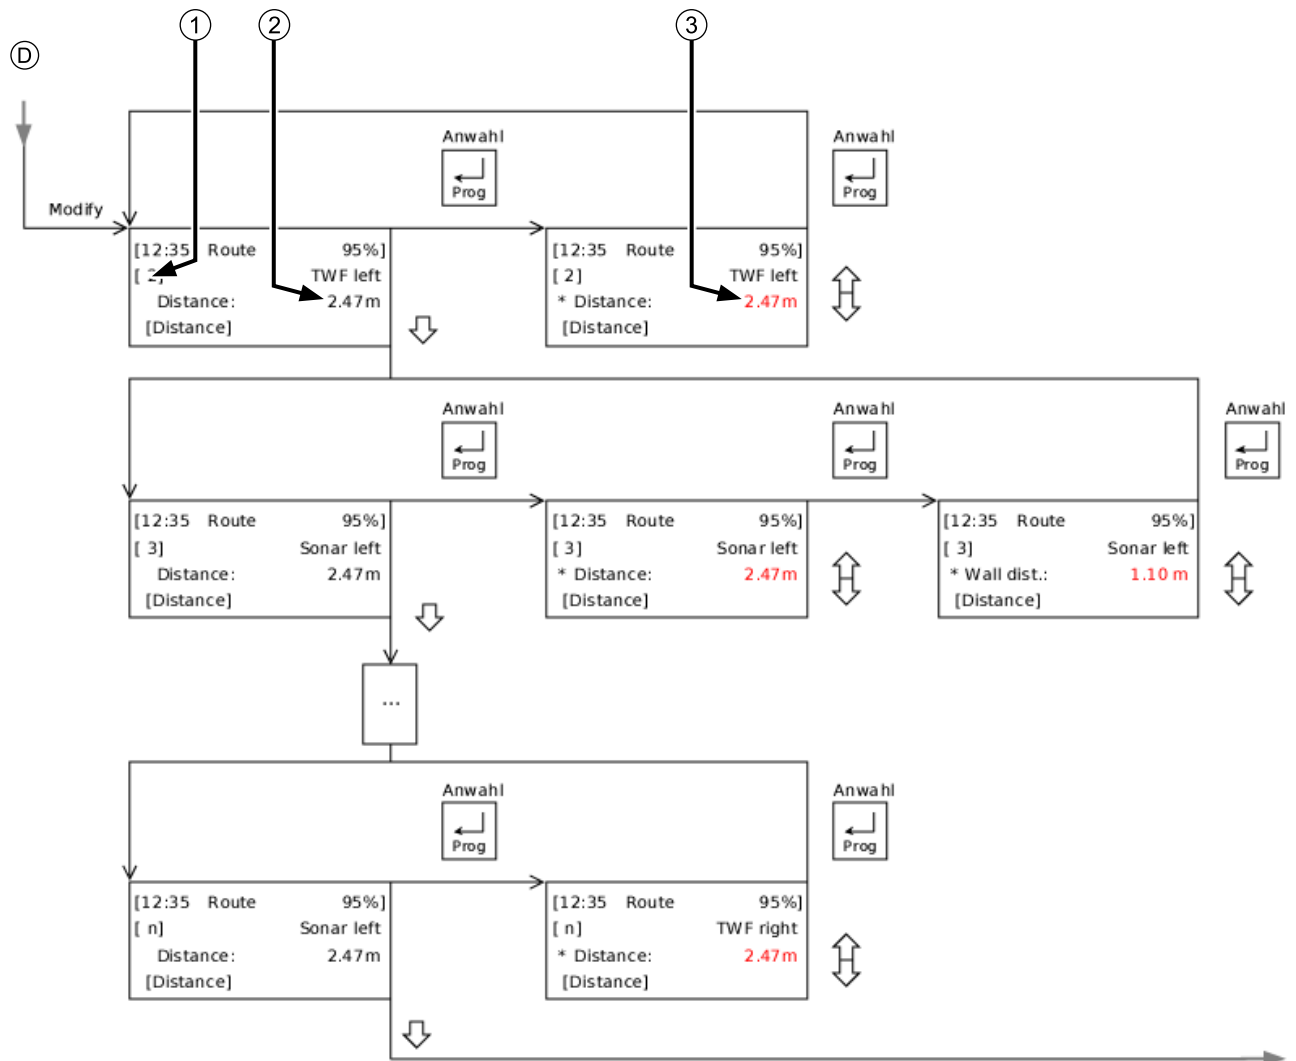 1 2 3
D
Anwahl Anwahl
Prog Prog
Modify
[12:35 Route 95%] [12:35 Route 95%]
[ 2] TWF left [ 2] TWF left
Distance: 2.47m * Distance: 2.47m
[Distance] [Distance]
Anwahl Anwahl Anwahl
Prog Prog Prog
[12:35 Route 95%] [12:35 Route 95%] [12:35 Route 95%]
[ 3] Sonar left [ 3] Sonar left [ 3] Sonar left
Distance: 2.47m * Distance: 2.47m * Wall dist.: 1.10 m
[Distance] [Distance] [Distance]
...
Anwahl Anwahl
Prog Prog
[12:35 Route 95%] [12:35 Route 95%]
[ n] Sonar left [ n] TWF right
Distance: 2.47m * Distance: 2.47m
[Distance] [Distance]